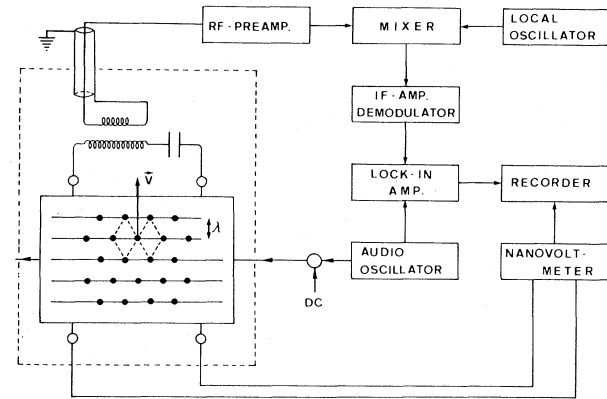 RF-PREAMP.
MIXER
LOCAL
OSCILLATOR
IF-AMP.
DEMODULATOR
V
λ
LOCK-IN
AMP.
RECORDER
AUDIO
OSCILLATOR
NANOVOLT-
METER
DC